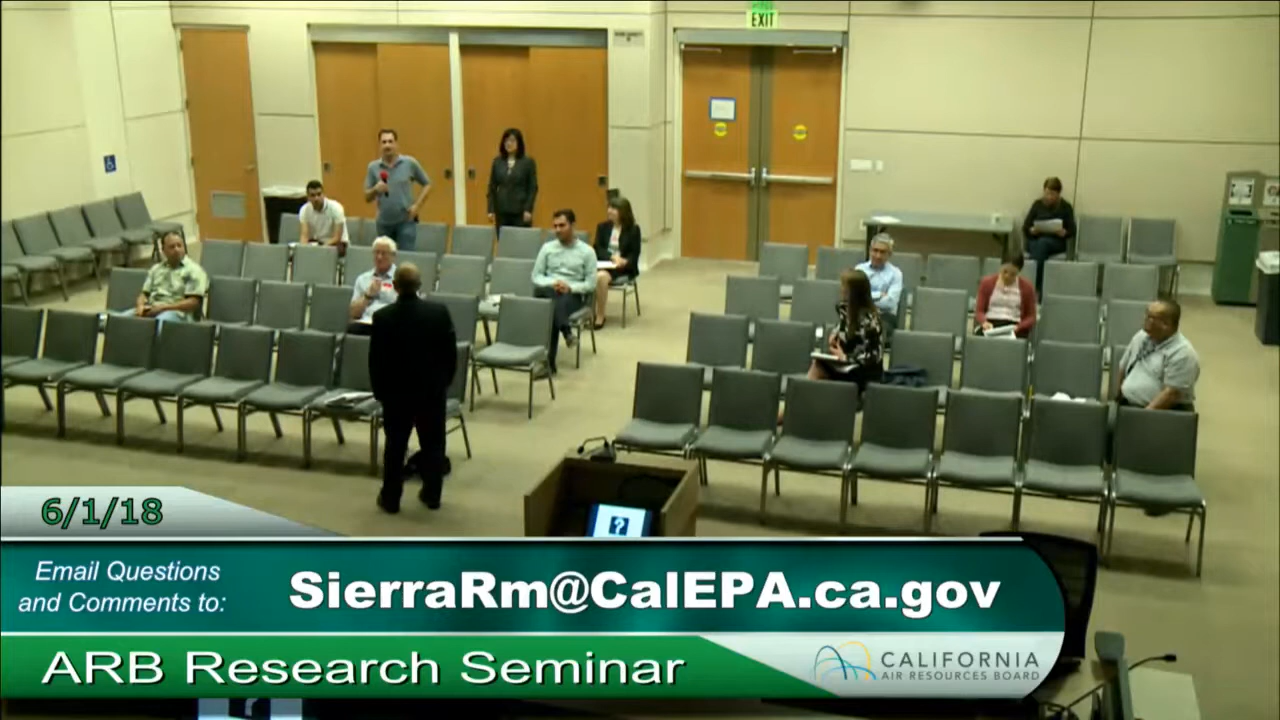 EXIT
6/1/18
Email Questions
and Comments to:
SierraRm@CalEPA.ca.gov
ARB Research Seminar
CALIFORNIA
AIR RESOURCES BOARD
?